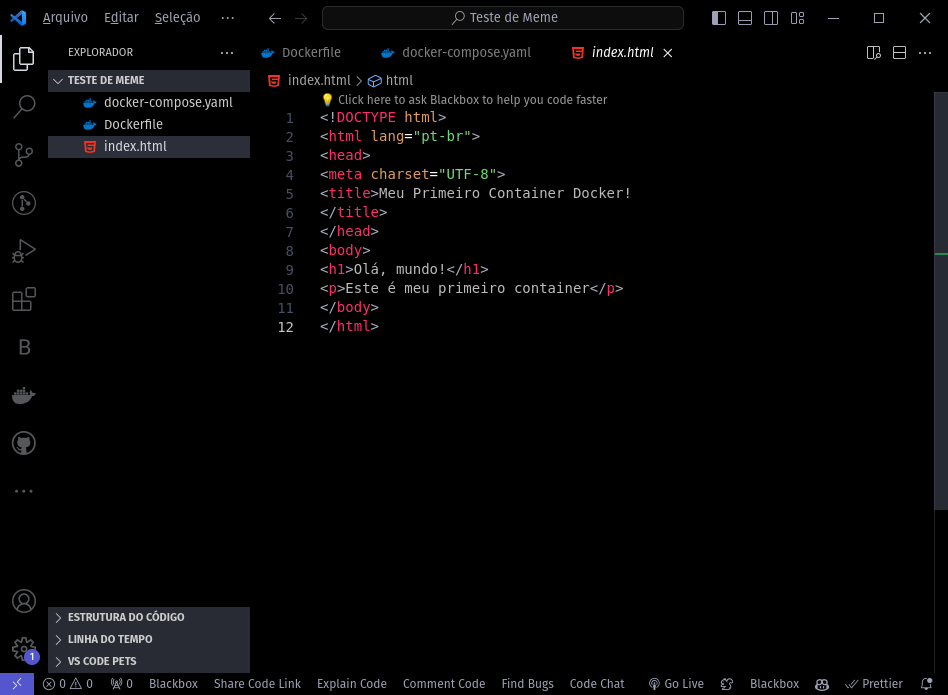 Arquivo Editar Seleção ··· Teste de Meme
EXPLORADOR ···
Dockerfile docker-compose.yaml index.html
TESTE DE MEME
docker-compose.yaml
Dockerfile
index.html
index.html > html
Click here to ask Blackbox to help you code faster
1 <!DOCTYPE html>
2 <html lang="pt-br">
3 <head>
4 <meta charset="UTF-8">
5 <title>Meu Primeiro Container Docker!
6 </title>
7 </head>
8 <body>
9 <h1>Olá, mundo!</h1>
10 <p>Este é meu primeiro container</p>
11 </body>
12 </html>
B
ESTRUTURA DO CÓDIGO
LINHA DO TEMPO
VS CODE PETS
1
0 0 0 Blackbox Share Code Link Explain Code Comment Code Find Bugs Code Chat Go Live Blackbox Prettier